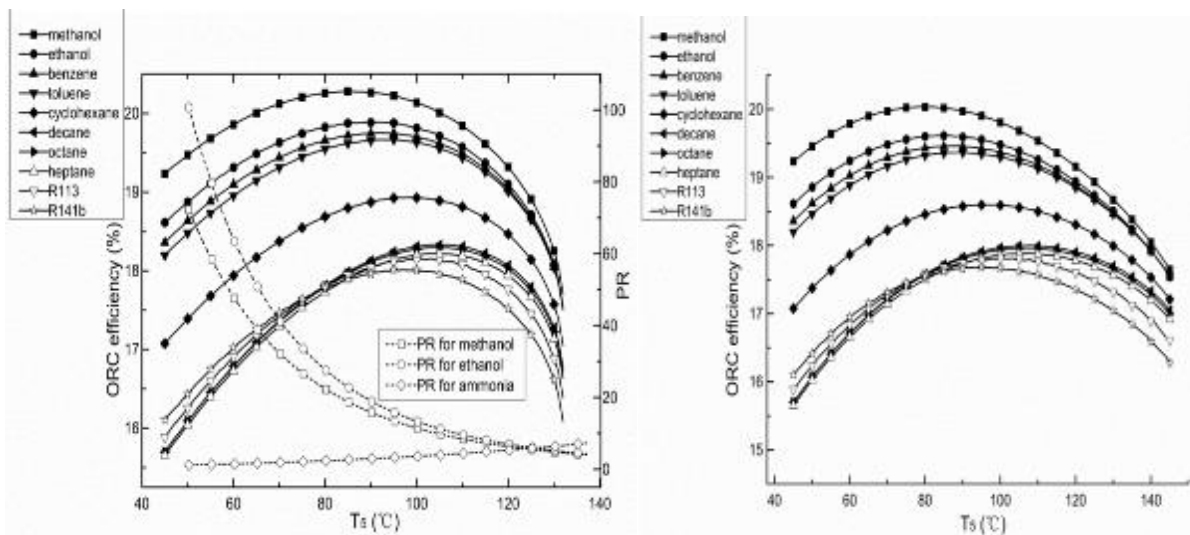 methanol
ethanol
benzene
toluene
cyclohexane
decane
octane
heptane
R113
R141b
ORC efficiency (%)
20
19
18
17
16
15
PR
100
80
60
40
20
0
PR for methanol
PR for ethanol
PR for ammonia
40 60 80 100 120 140
T5 (℃)
methanol
ethanol
benzene
toluene
cyclohexane
decane
octane
heptane
R113
R141b
ORC efficiency (%)
20
19
18
17
16
15
40 60 80 100 120 140
T5 (℃)